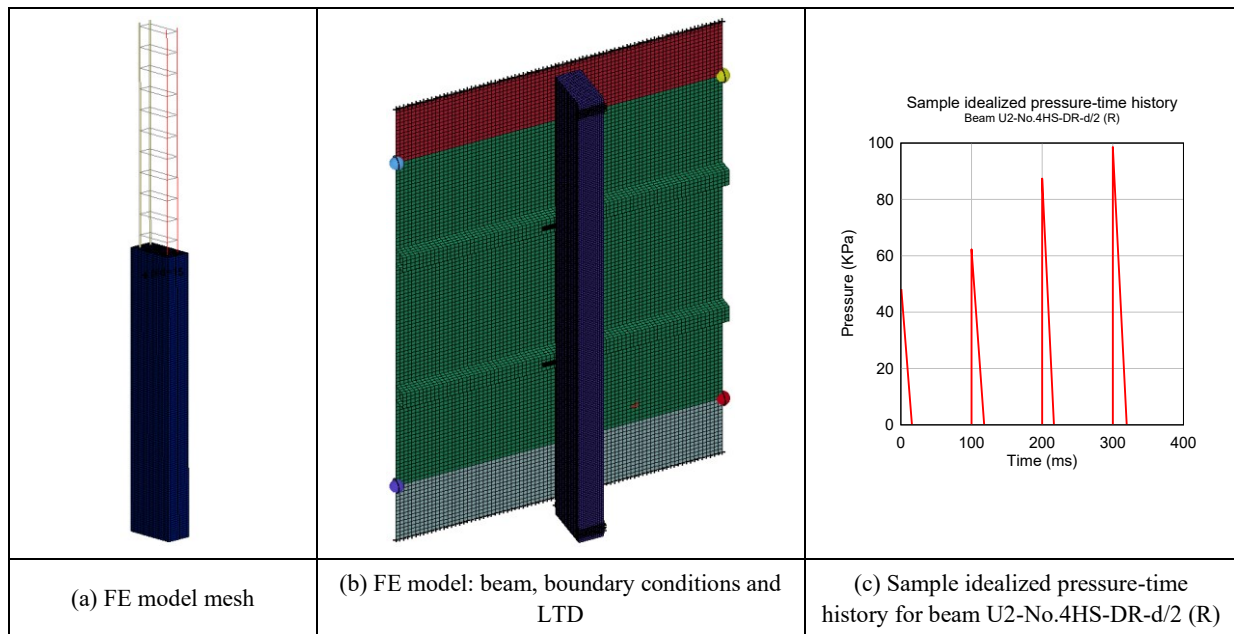 Sample idealized pressure-time history
Beam U2-No.4HS-DR-d/2 (R)
100
80
60
40
20
0
Pressure (KPa)
0 100 200 300 400
Time (ms)
(a) FE model mesh
(b) FE model: beam, boundary conditions and
LTD
(c) Sample idealized pressure-time
history for beam U2-No.4HS-DR-d/2 (R)